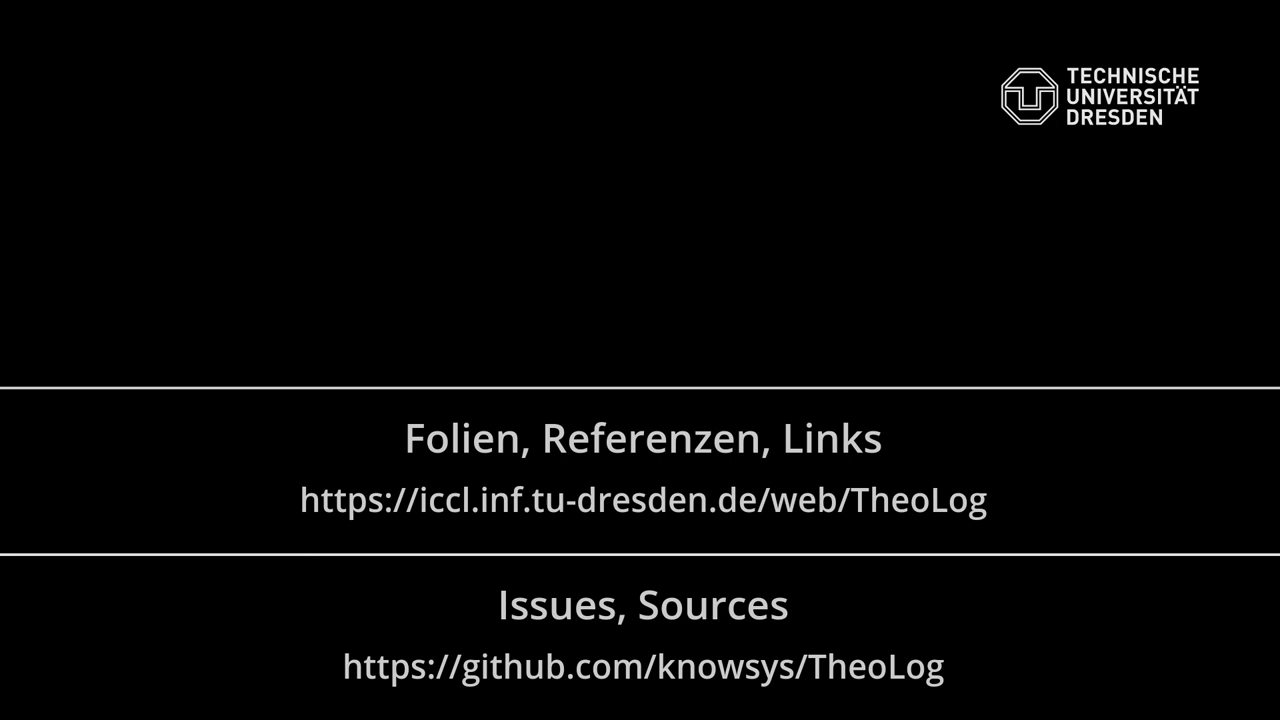 TECHNISCHE
UNIVERSITÄT
DRESDEN
Folien, Referenzen, Links
https://iccl.inf.tu-dresden.de/web/TheoLog
Issues, Sources
https://github.com/knowsys/TheoLog